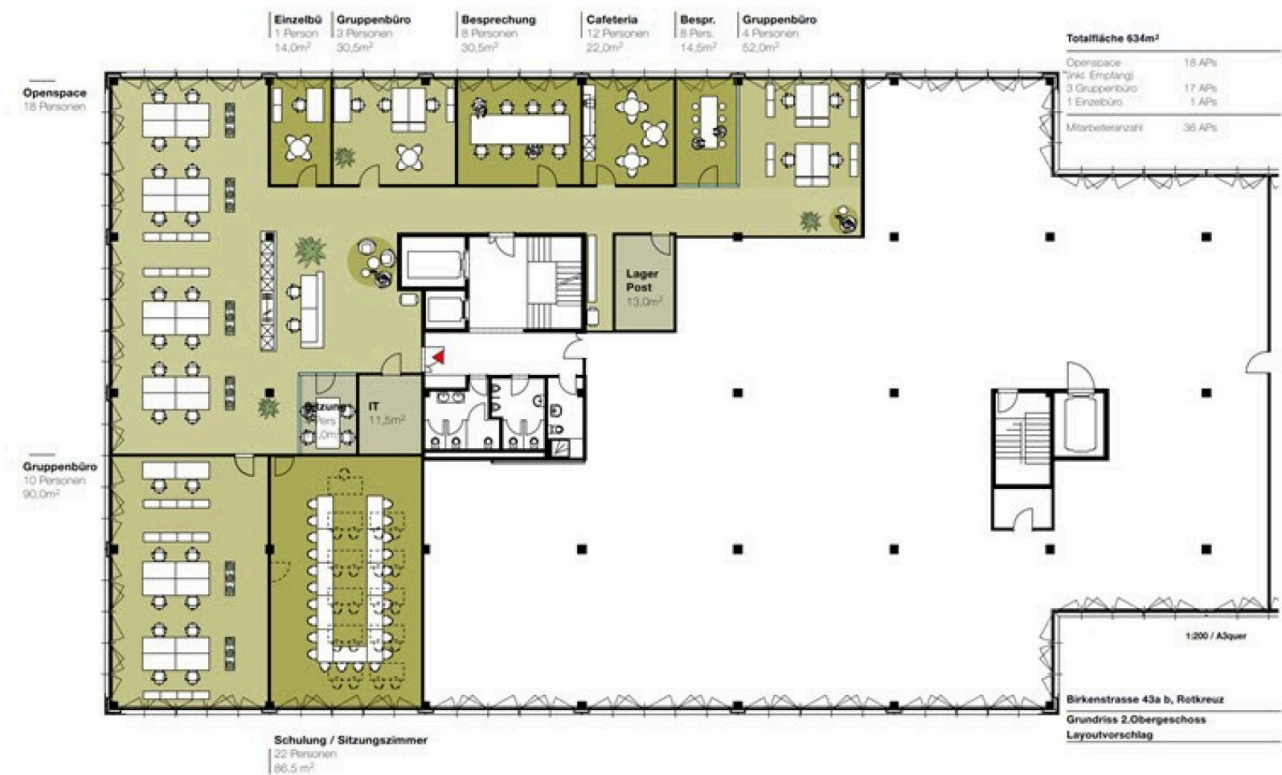 Einzelbü
1 Person
14,0m²
Gruppenbüro
3 Personen
30,5m²
Besprechung
8 Personen
30,5m²
Cafeteria
12 Personen
22,0m²
Bespr.
8 Pers.
14,5m²
Gruppenbüro
4 Personen
52,0m²
Totalfläche 634m²
Openspace 18 APs
(inkl. Empfang)
3 Gruppenbüro 17 APs
1 Einzelbüro 1 APs
Mitarbeiteranzahl 36 APs
Openspace
18 Personen
Lager
Post
13,0m²
Pers
IT
11,5m²
Gruppenbüro
10 Personen
90,0m²
1:200 / A3quer
Birkenstrasse 43a b, Rotkreuz
Grundriss 2.Obergeschoss
Layoutvorschlag
Schulung / Sitzungszimmer
22 Personen
86,5 m²